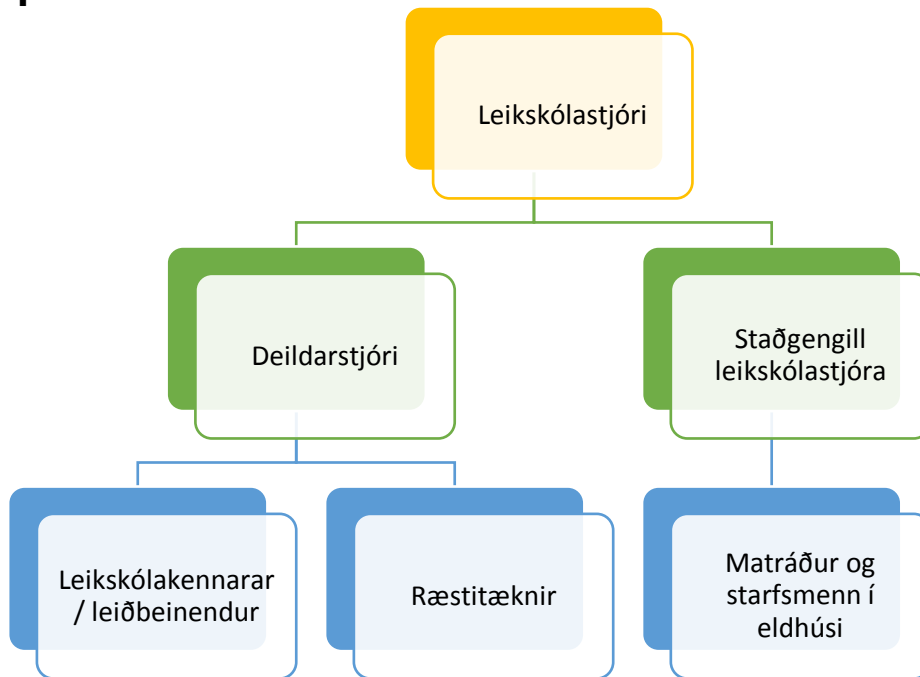 Leikskólastjóri
Deildarstjóri
Staðgengill
leikskólastjóra
Leikskólakennarar
/ leiðbeinendur
Ræstitæknir
Matráður og
starfsmenn í
eldhúsi